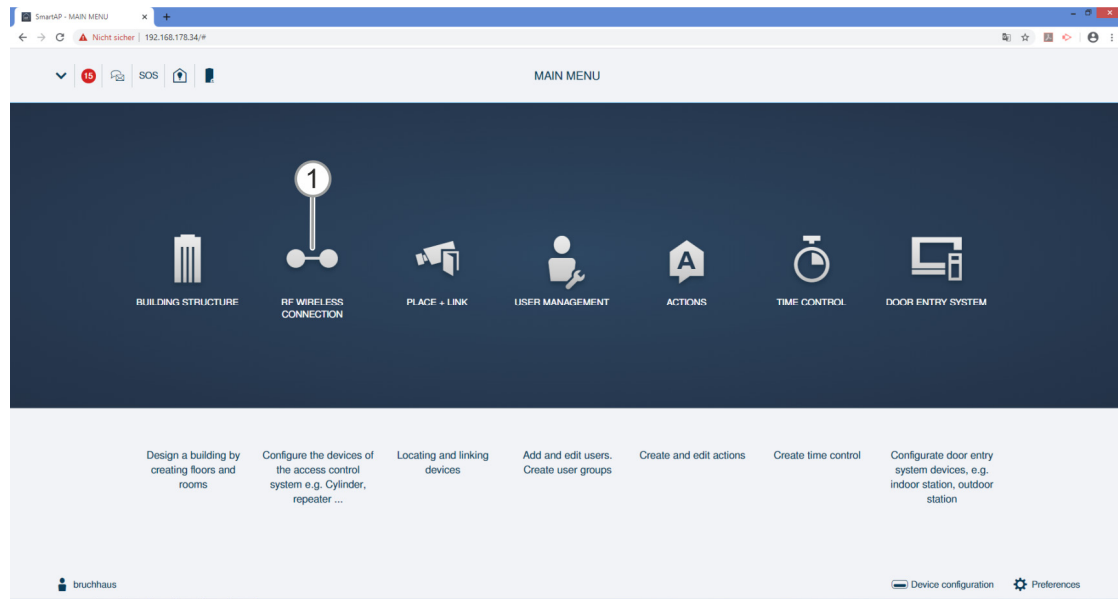 SmartAP - MAIN MENU
Nicht sicher | 192.168.178.34/#
15 SOS MAIN MENU
1
BUILDING STRUCTURE
RF WIRELESS
CONNECTION
PLACE + LINK
USER MANAGEMENT
A
ACTIONS
TIME CONTROL
DOOR ENTRY SYSTEM
Design a building by
creating floors and
rooms
Configure the devices of
the access control
system e.g. Cylinder,
repeater ...
Locating and linking
devices
Add and edit users.
Create user groups
Create and edit actions
Create time control
Configurate door entry
system devices, e.g.
indoor station, outdoor
station
bruchhaus
Device configuration
Preferences